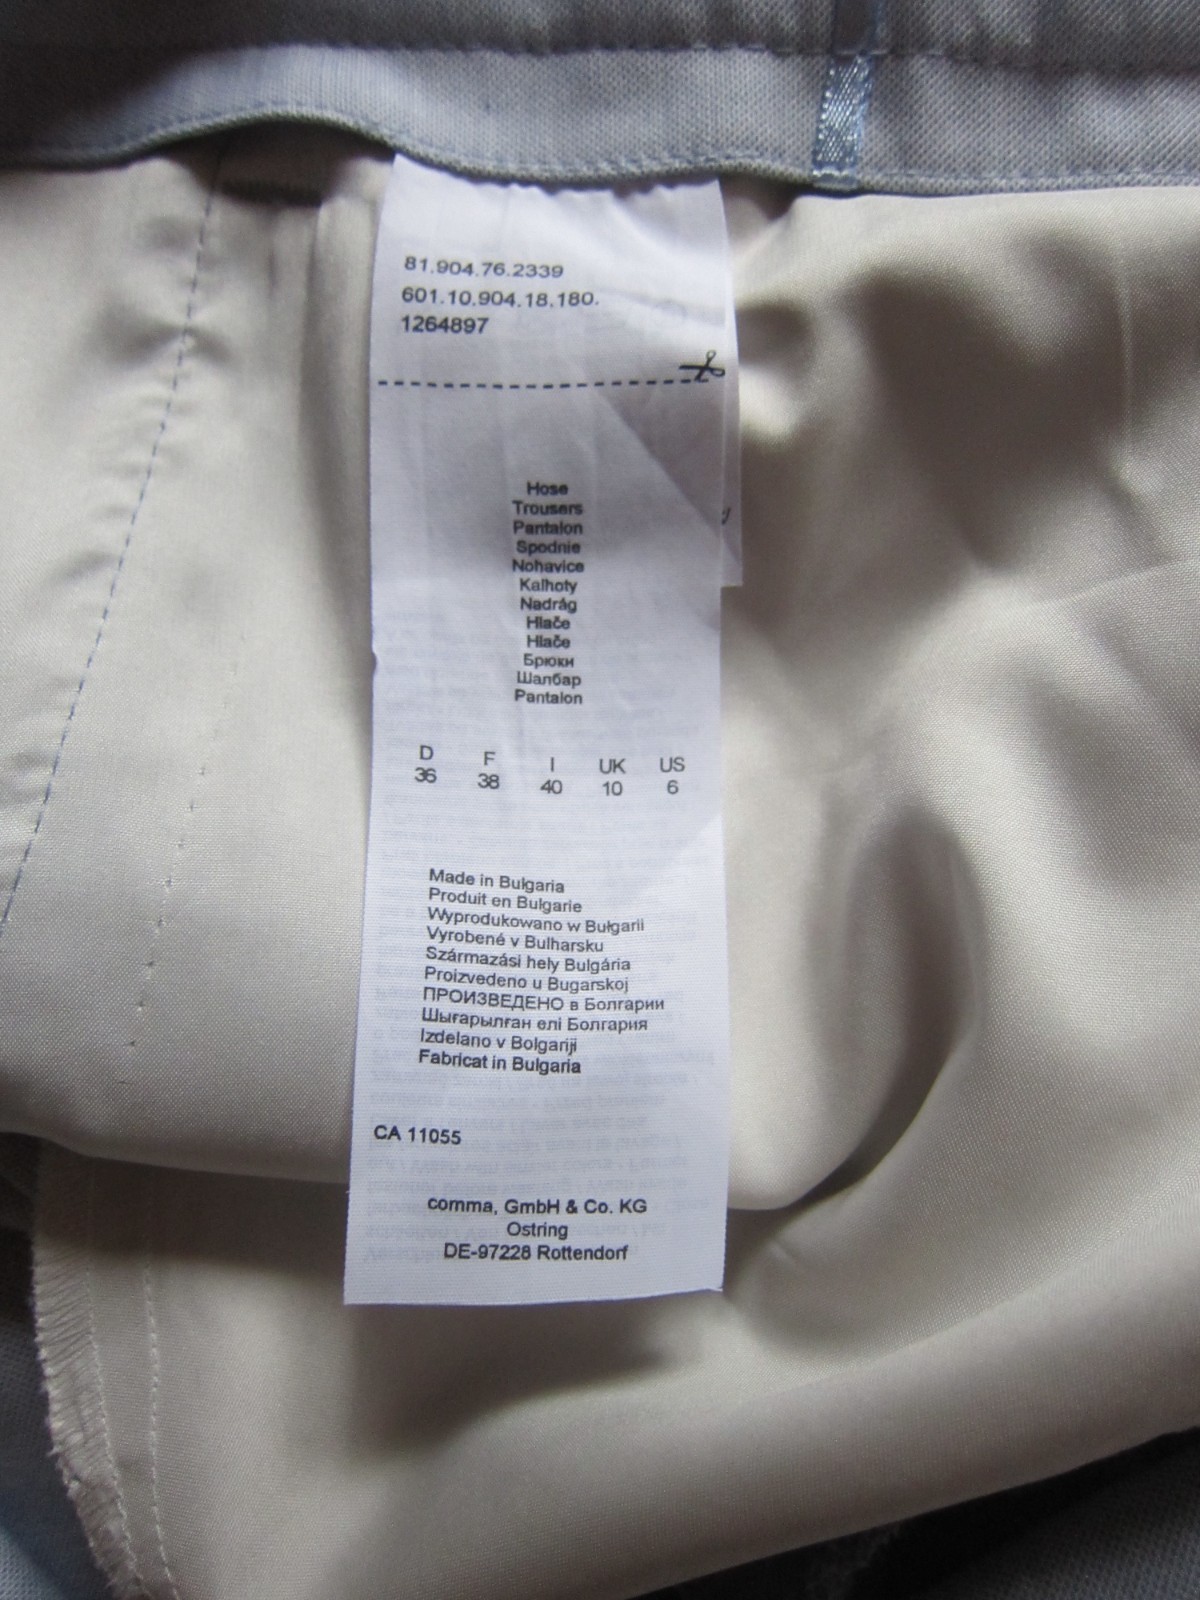 81.904.76.2339
601.10.904.18.180.
1264897
Hose
Trousers
Pantalon
Spodnie
Nohavice
Kalhoty
Nadrág
Hlače
Hlače
Брюки
Шалбар
Pantalon
D F I UK US
36 38 40 10 6
Made in Bulgaria
Produit en Bulgarie
Wyprodukowano w Bułgarii
Vyrobené v Bulharsku
Származási hely Bulgária
Proizvedeno u Bugarskoj
ПРОИЗВЕДЕНО в Болгарии
Шығарылған елі Болгария
Izdelano v Bolgariji
Fabricat in Bulgaria
CA 11055
comma, GmbH & Co. KG
Ostring
DE-97228 Rottendorf